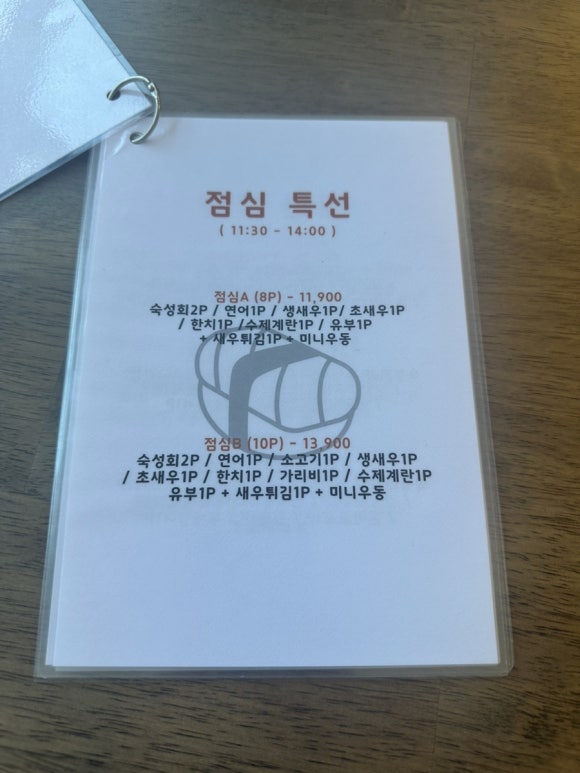 점심 특선
( 11:30 - 14:00 )
점심A (8P) - 11,900
숙성회2P / 연어1P / 생새우1P/ 초새우1P
/ 한치1P /수제계란1P / 유부1P
+ 새우튀김1P + 미니우동
점심B (10P) - 13,900
숙성회2P / 연어1P / 소고기1P / 생새우1P
/ 초새우1P / 한치1P / 가리비1P / 수제계란1P
유부1P + 새우튀김1P + 미니우동